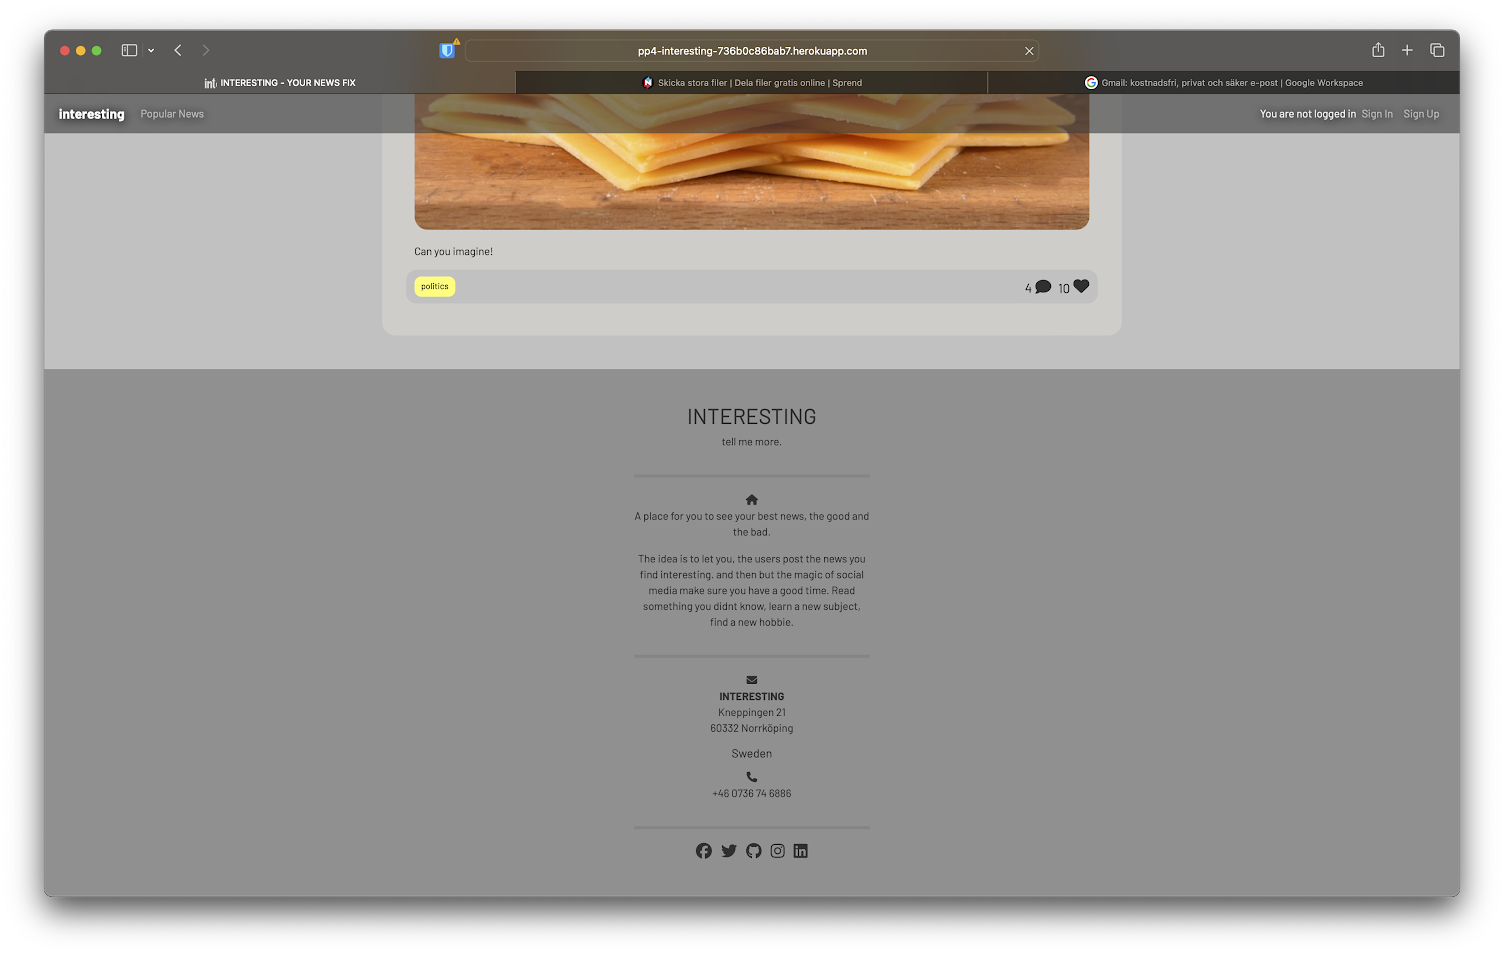 pp4-interesting-736b0c86bab7.herokuapp.com
int INTERESTING - YOUR NEWS FIX
Skicka stora filer | Dela filer gratis online | Sprend
Gmail: kostnadsfri, privat och säker e-post | Google Workspace
interesting Popular News You are not logged in Sign In Sign Up
Can you imagine!
politics 4 10
INTERESTING
tell me more.
A place for you to see your best news, the good and
the bad.
The idea is to let you, the users post the news you
find interesting. and then but the magic of social
media make sure you have a good time. Read
something you didnt know, learn a new subject,
find a new hobbie.
INTERESTING
Kneppingen 21
60332 Norrköping
Sweden
+46 0736 74 6886